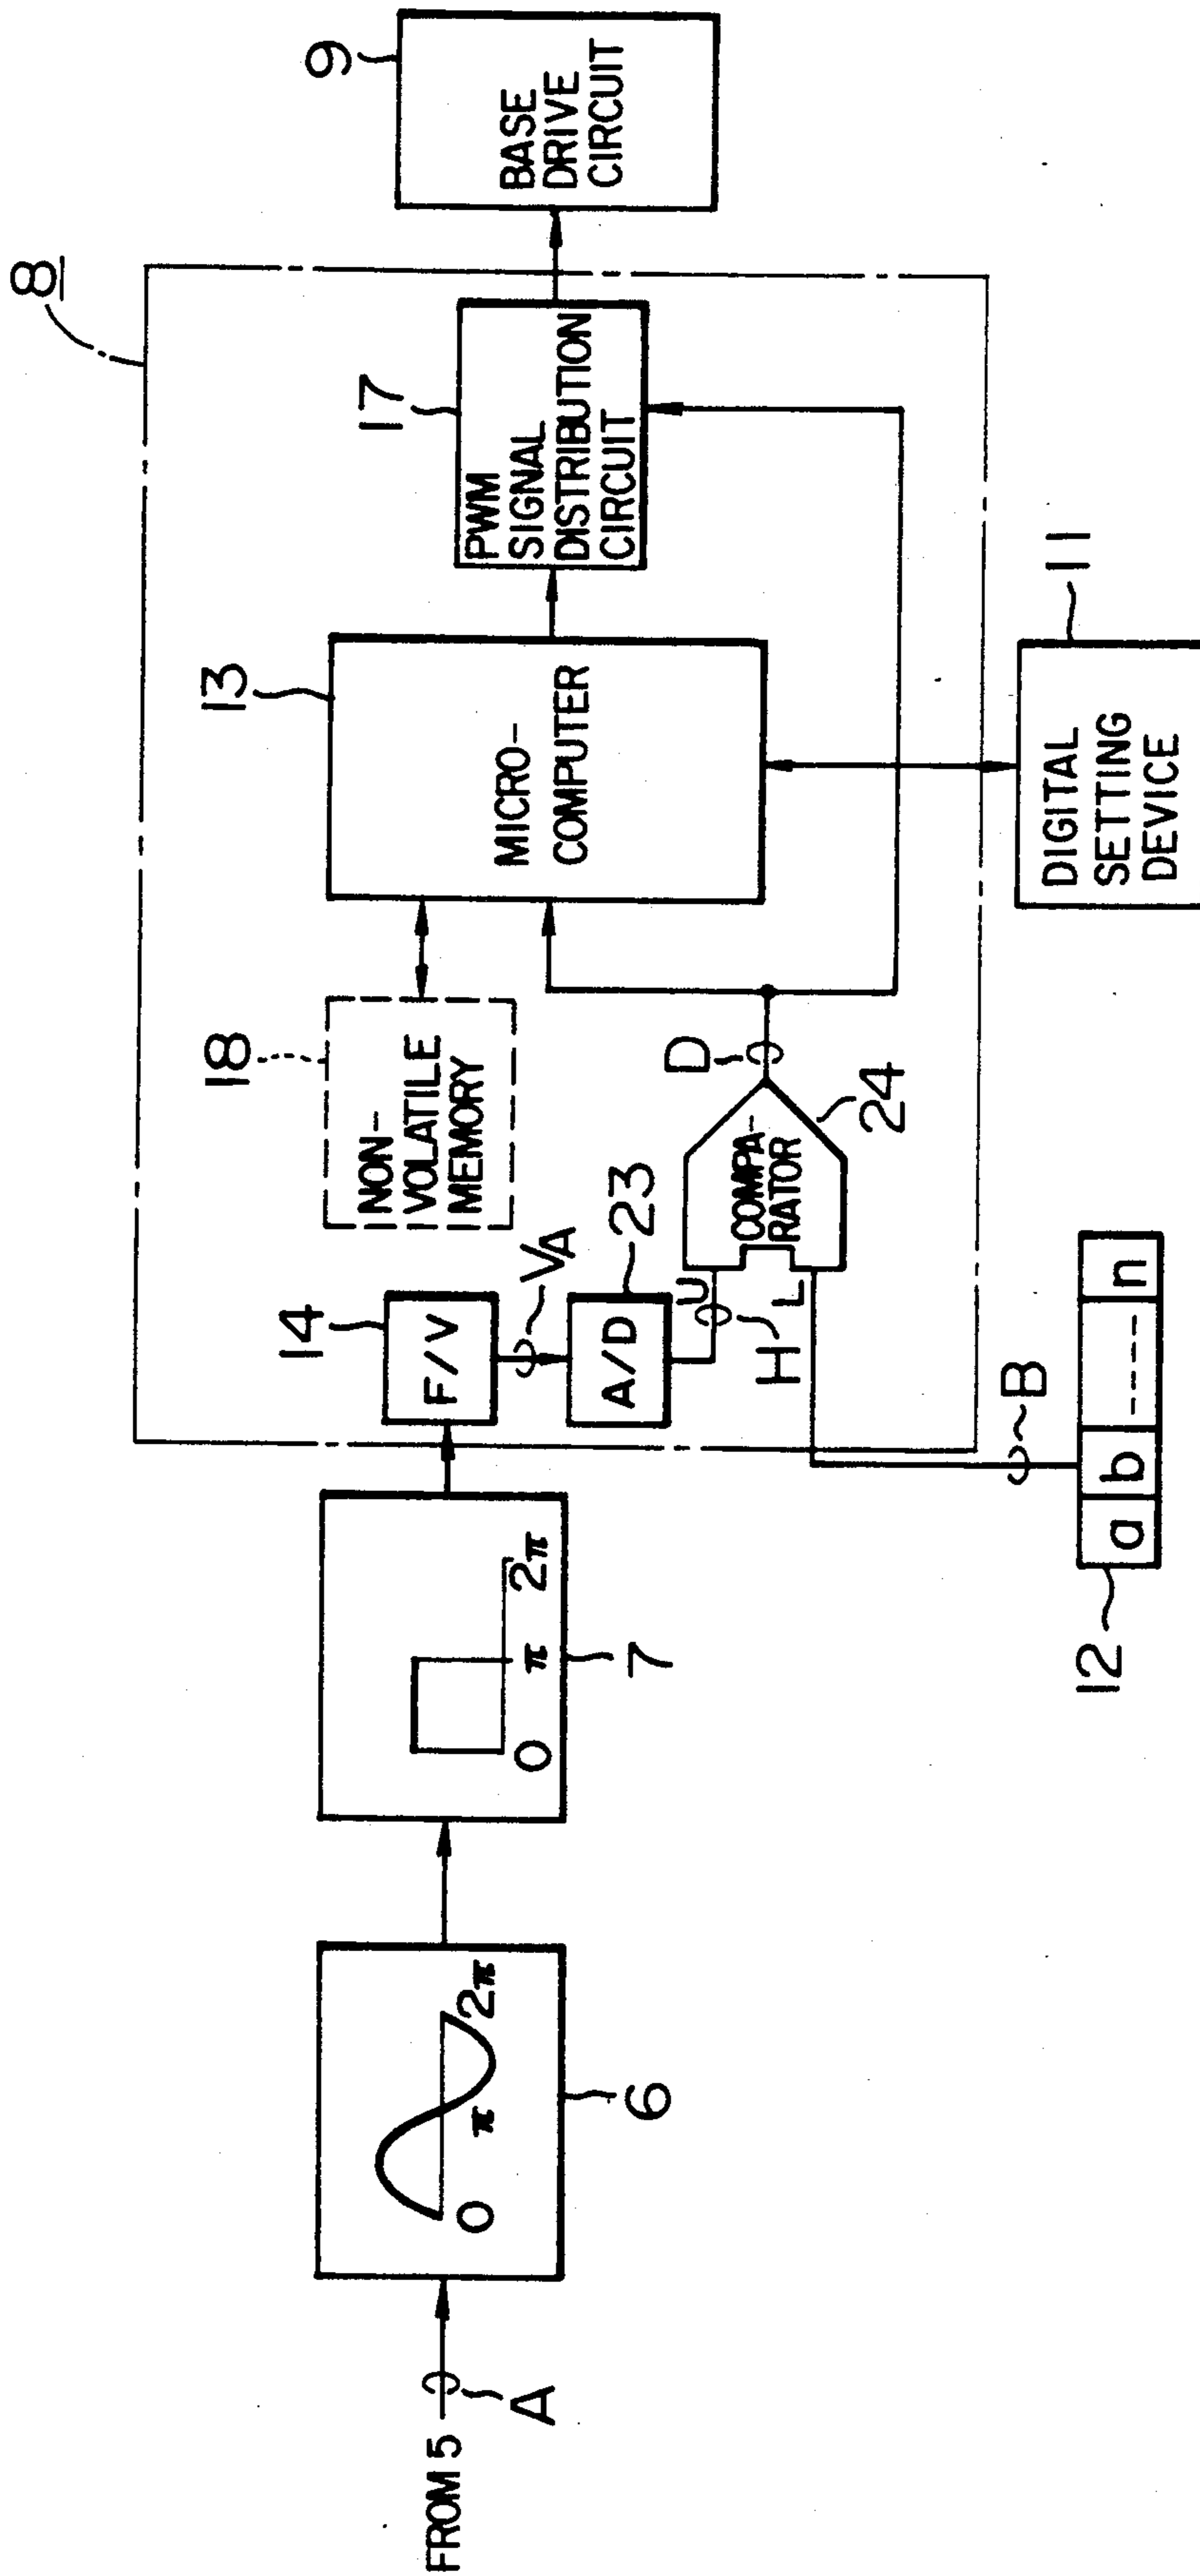 FROM 5
A
0
π
2π
6
0
π
2π
7
8
14
F/V
VA
A/D
23
18
NON-
VOLATILE
MEMORY
U
H
L
COMPA-
RATOR
24
D
13
MICRO-
COMPUTER
17
PWM
SIGNAL
DISTRIBUTION
CIRCUIT
9
BASE
DRIVE
CIRCUIT
12
a b ---- n
B
11
DIGITAL
SETTING
DEVICE